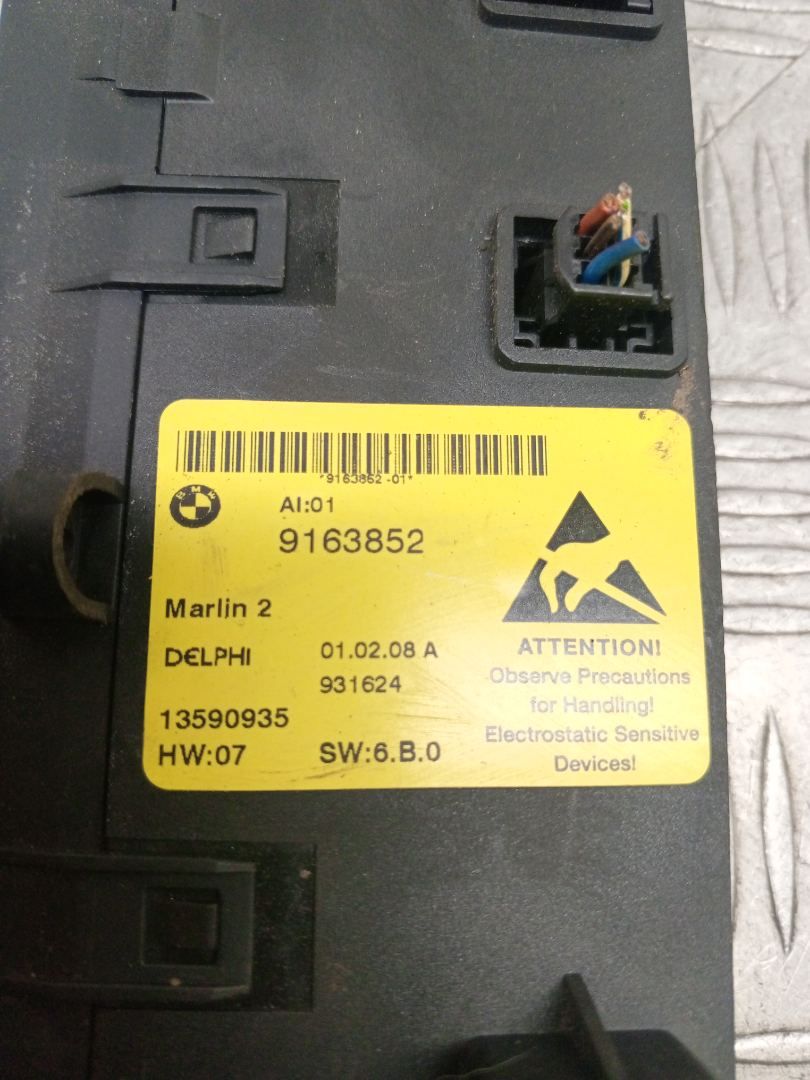 *9163852-01*
BMW
AI:01
9163852
Marlin 2
DELPHI
01.02.08 A
931624
13590935
HW:07
SW:6.B.0
ATTENTION!
Observe Precautions
for Handling!
Electrostatic Sensitive
Devices!